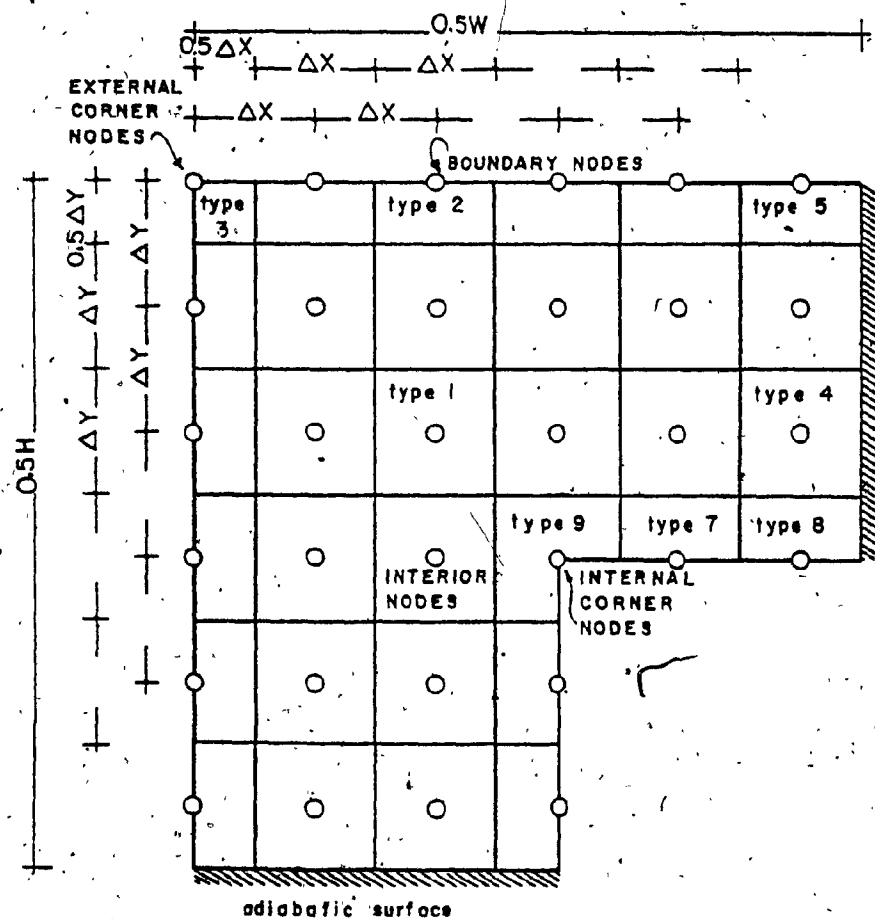 0.5W
0.5ΔX
ΔX
ΔX
EXTERNAL
CORNER
NODES
ΔX
ΔX
BOUNDARY NODES
type
3
type 2
type 5
0.5ΔY
ΔY
ΔY
ΔY
ΔY
0.5H
type 1
type 4
type 9
type 7
type 8
INTERIOR
NODES
INTERNAL
CORNER
NODES
adiabatic surface